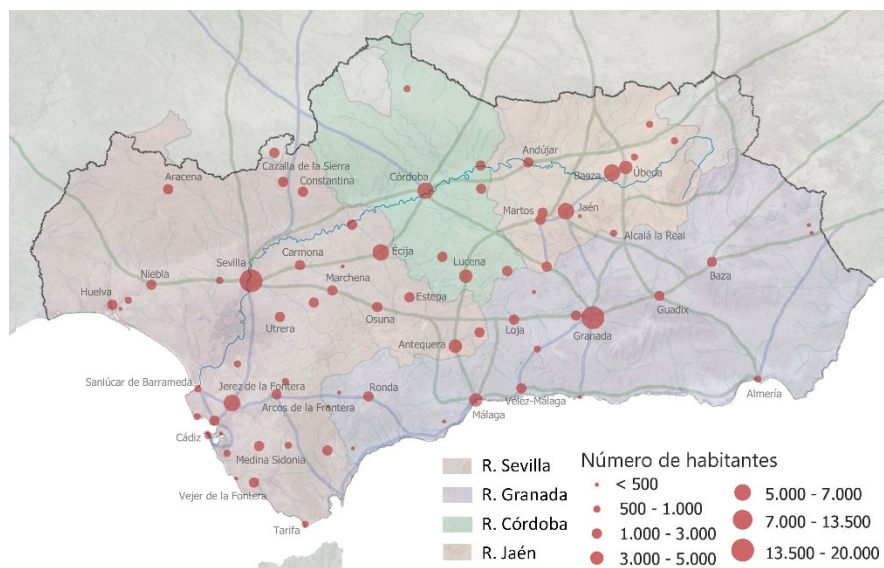 Andújar
Cazalla de la Sierra
Baeza
Úbeda
Aracena
Constantina
Córdoba
Martos
Jaén
Alcalá la Real
Écija
Sevilla
Carmona
Niebla
Lucena
Baza
Marchena
Huelva
Estepa
Guadix
Utrera
Osuna
Loja
Granada
Antequera
Sanlúcar de Barrameda
Jerez de la Fontera
Ronda
Almería
Arcos de la Frontera
Vélez-Málaga
Málaga
Cádiz
Medina Sidonia
Vejer de la Fontera
Tarifa
R. Sevilla
R. Granada
R. Córdoba
R. Jaén
Número de habitantes
< 500
500 - 1.000
1.000 - 3.000
3.000 - 5.000
5.000 - 7.000
7.000 - 13.500
13.500 - 20.000